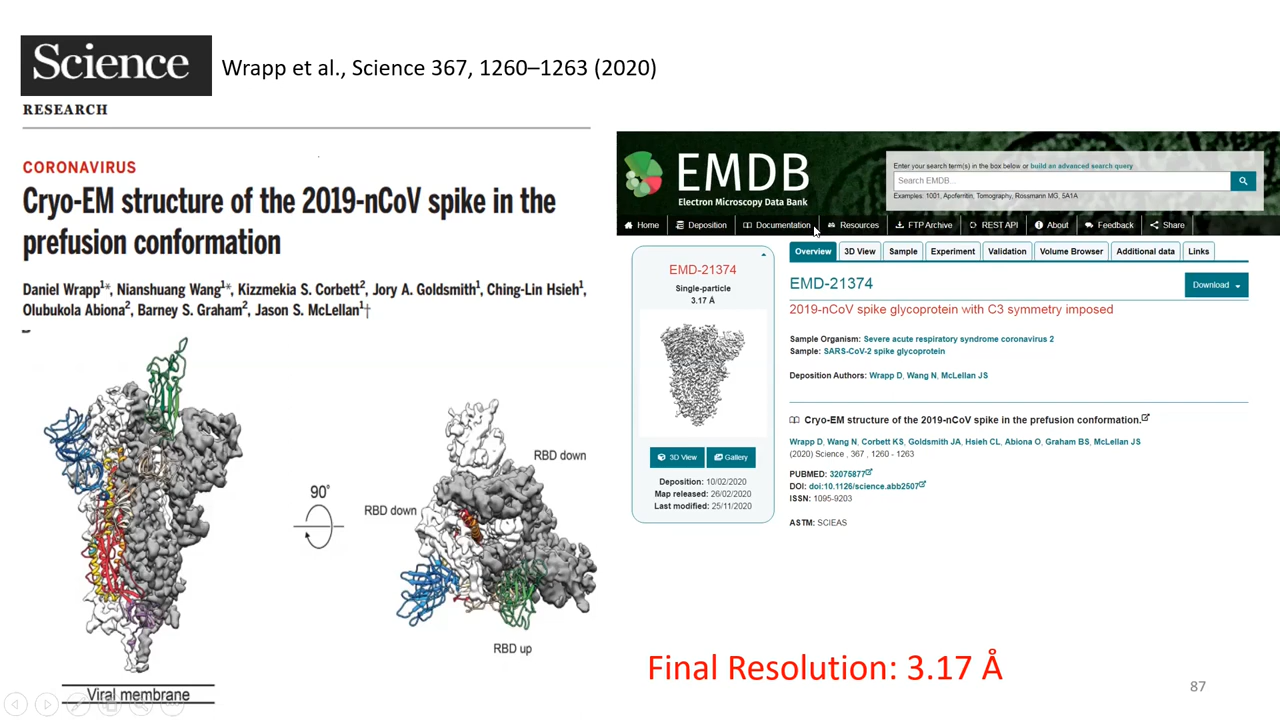 Science
Wrapp et al., Science 367, 1260–1263 (2020)
RESEARCH
CORONAVIRUS
Cryo-EM structure of the 2019-nCoV spike in the
prefusion conformation
Daniel Wrapp¹*, Nianshuang Wang¹*, Kizzmekia S. Corbett², Jory A. Goldsmith¹, Ching-Lin Hsieh¹,
Olubukola Abiona², Barney S. Graham², Jason S. McLellan¹†
90°
RBD down
RBD down
RBD up
Viral membrane
EMDB
Electron Microscopy Data Bank
Enter your search term(s) in the box below or build an advanced search query
Search EMDB...
Examples: 1001, Apoferritin, Tomography, Rossmann MG, 5A1A
Home Deposition Documentation Resources FTP Archive REST API About Feedback Share
EMD-21374
Single-particle
3.17 Å
3D View Gallery
Deposition: 10/02/2020
Map released: 26/02/2020
Last modified: 25/11/2020
Overview 3D View Sample Experiment Validation Volume Browser Additional data Links
EMD-21374
Download
2019-nCoV spike glycoprotein with C3 symmetry imposed
Sample Organism: Severe acute respiratory syndrome coronavirus 2
Sample: SARS-CoV-2 spike glycoprotein
Deposition Authors: Wrapp D, Wang N, McLellan JS
Cryo-EM structure of the 2019-nCoV spike in the prefusion conformation.
Wrapp D, Wang N, Corbett KS, Goldsmith JA, Hsieh CL, Abiona O, Graham BS, McLellan JS
(2020) Science , 367 , 1260 - 1263
PUBMED: 32075877
DOI: doi:10.1126/science.abb2507
ISSN: 1095-9203
ASTM: SCIEAS
Final Resolution: 3.17 Å
87